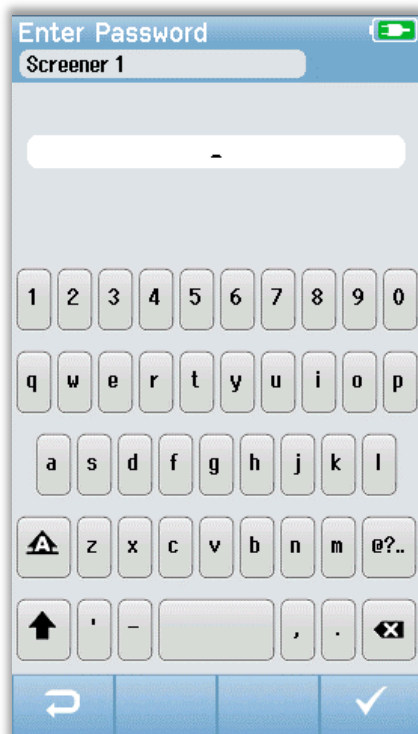 Enter Password
Screener 1
-
1 2 3 4 5 6 7 8 9 0
q w e r t y u i o p
a s d f g h j k l
A z x c v b n m @?..
' - , .